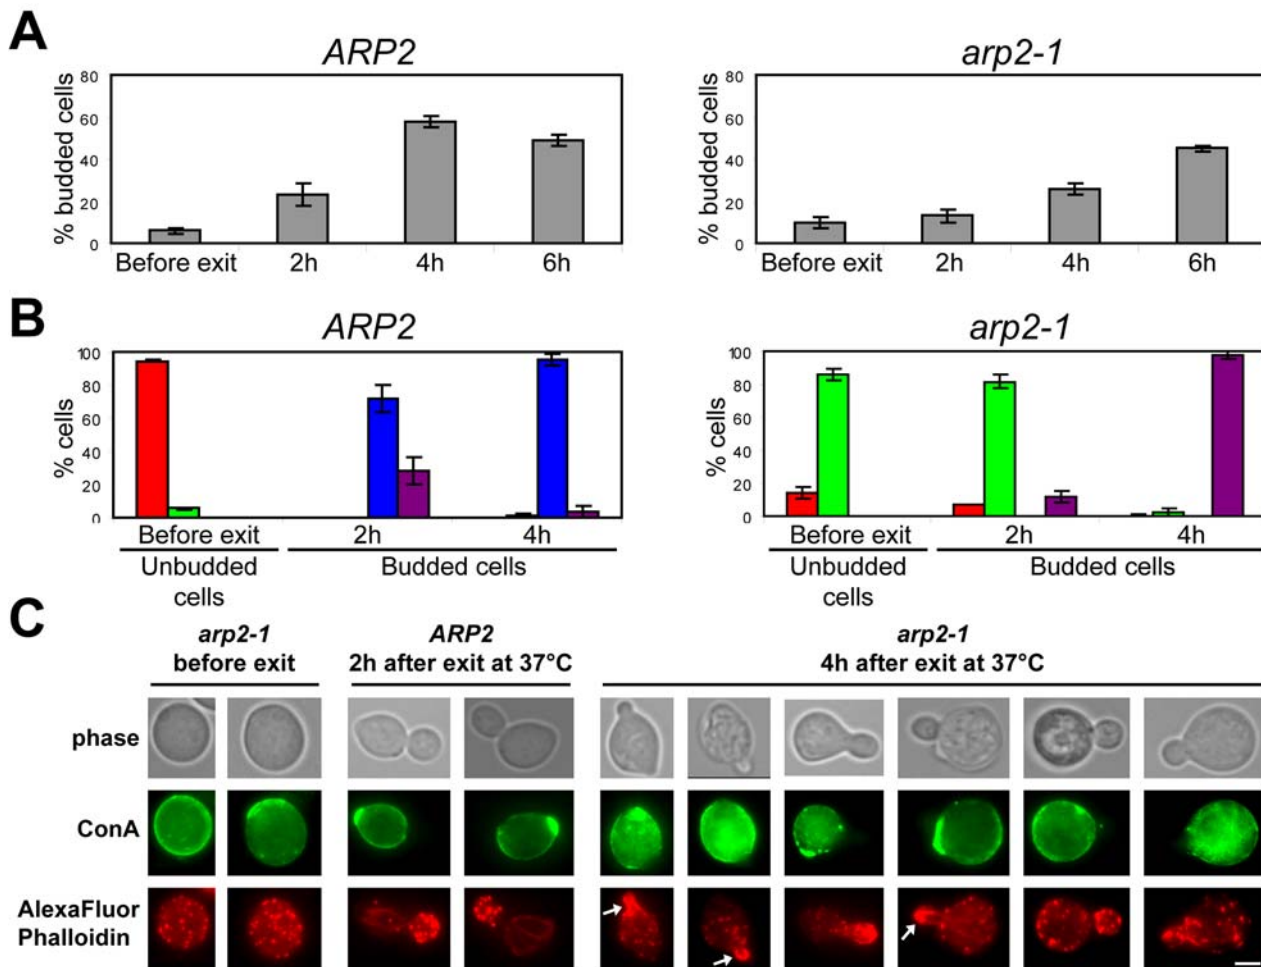 A
ARP2
arp2-1
% budded cells
80
60
40
20
0
Before exit 2h 4h 6h
% budded cells
80
60
40
20
0
Before exit 2h 4h 6h
B
ARP2
arp2-1
% cells
100
80
60
40
20
0
Before exit 2h 4h
Unbudded cells
Budded cells
% cells
100
80
60
40
20
0
Before exit 2h 4h
Unbudded cells
Budded cells
C
arp2-1
before exit
ARP2
2h after exit at 37°C
arp2-1
4h after exit at 37°C
phase
ConA
AlexaFluor
Phalloidin